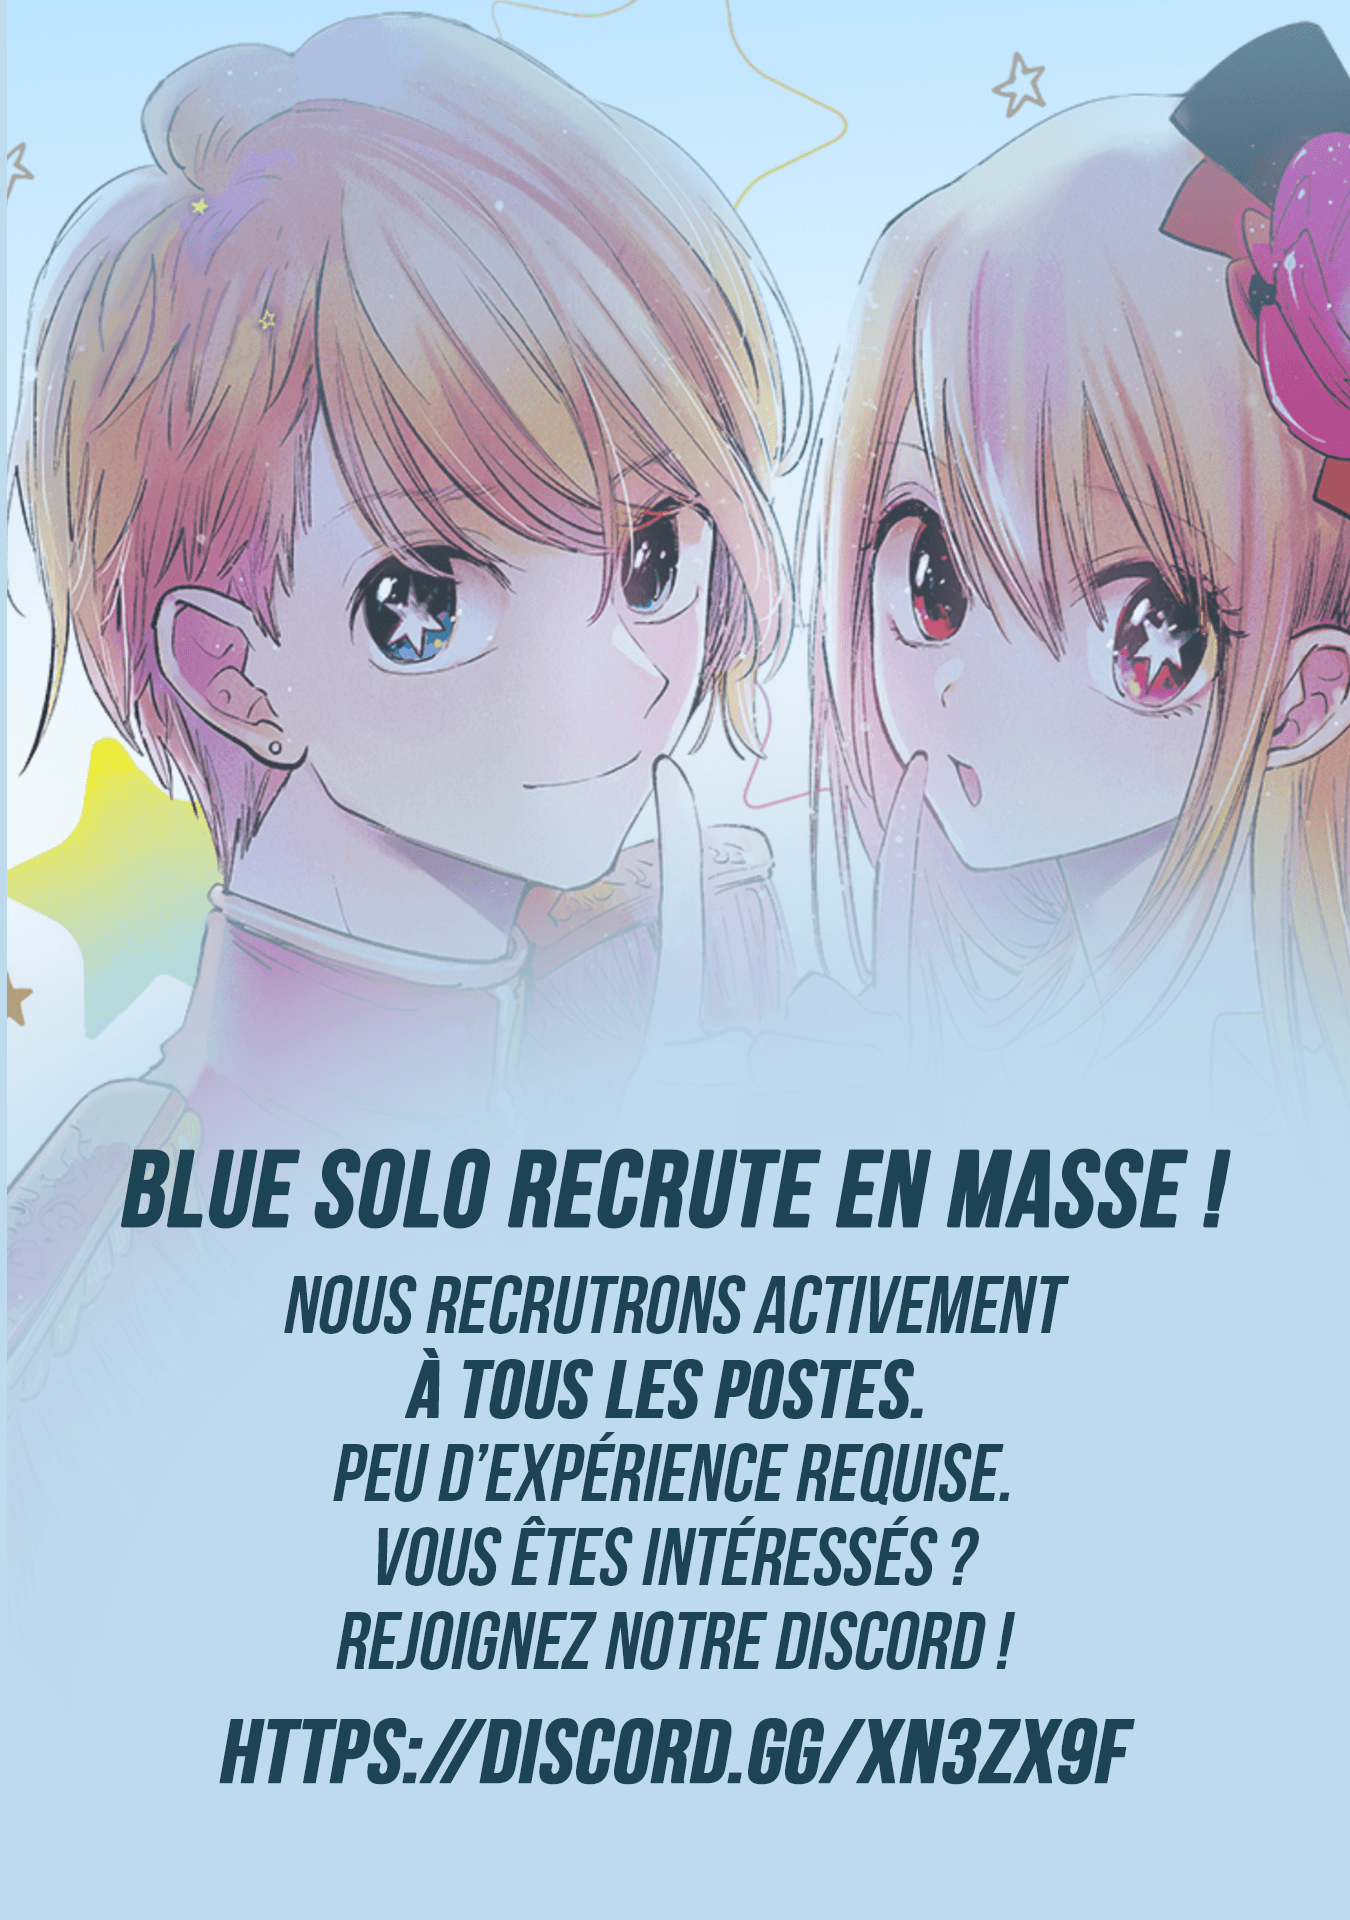 BLUE SOLO RECRUTE EN MASSE !
NOUS RECRUTRONS ACTIVEMENT
À TOUS LES POSTES.
PEU D'EXPÉRIENCE REQUISE.
VOUS ÊTES INTÉRESSÉS ?
REJOIGNEZ NOTRE DISCORD !
HTTPS://DISCORD.GG/XN3ZX9F